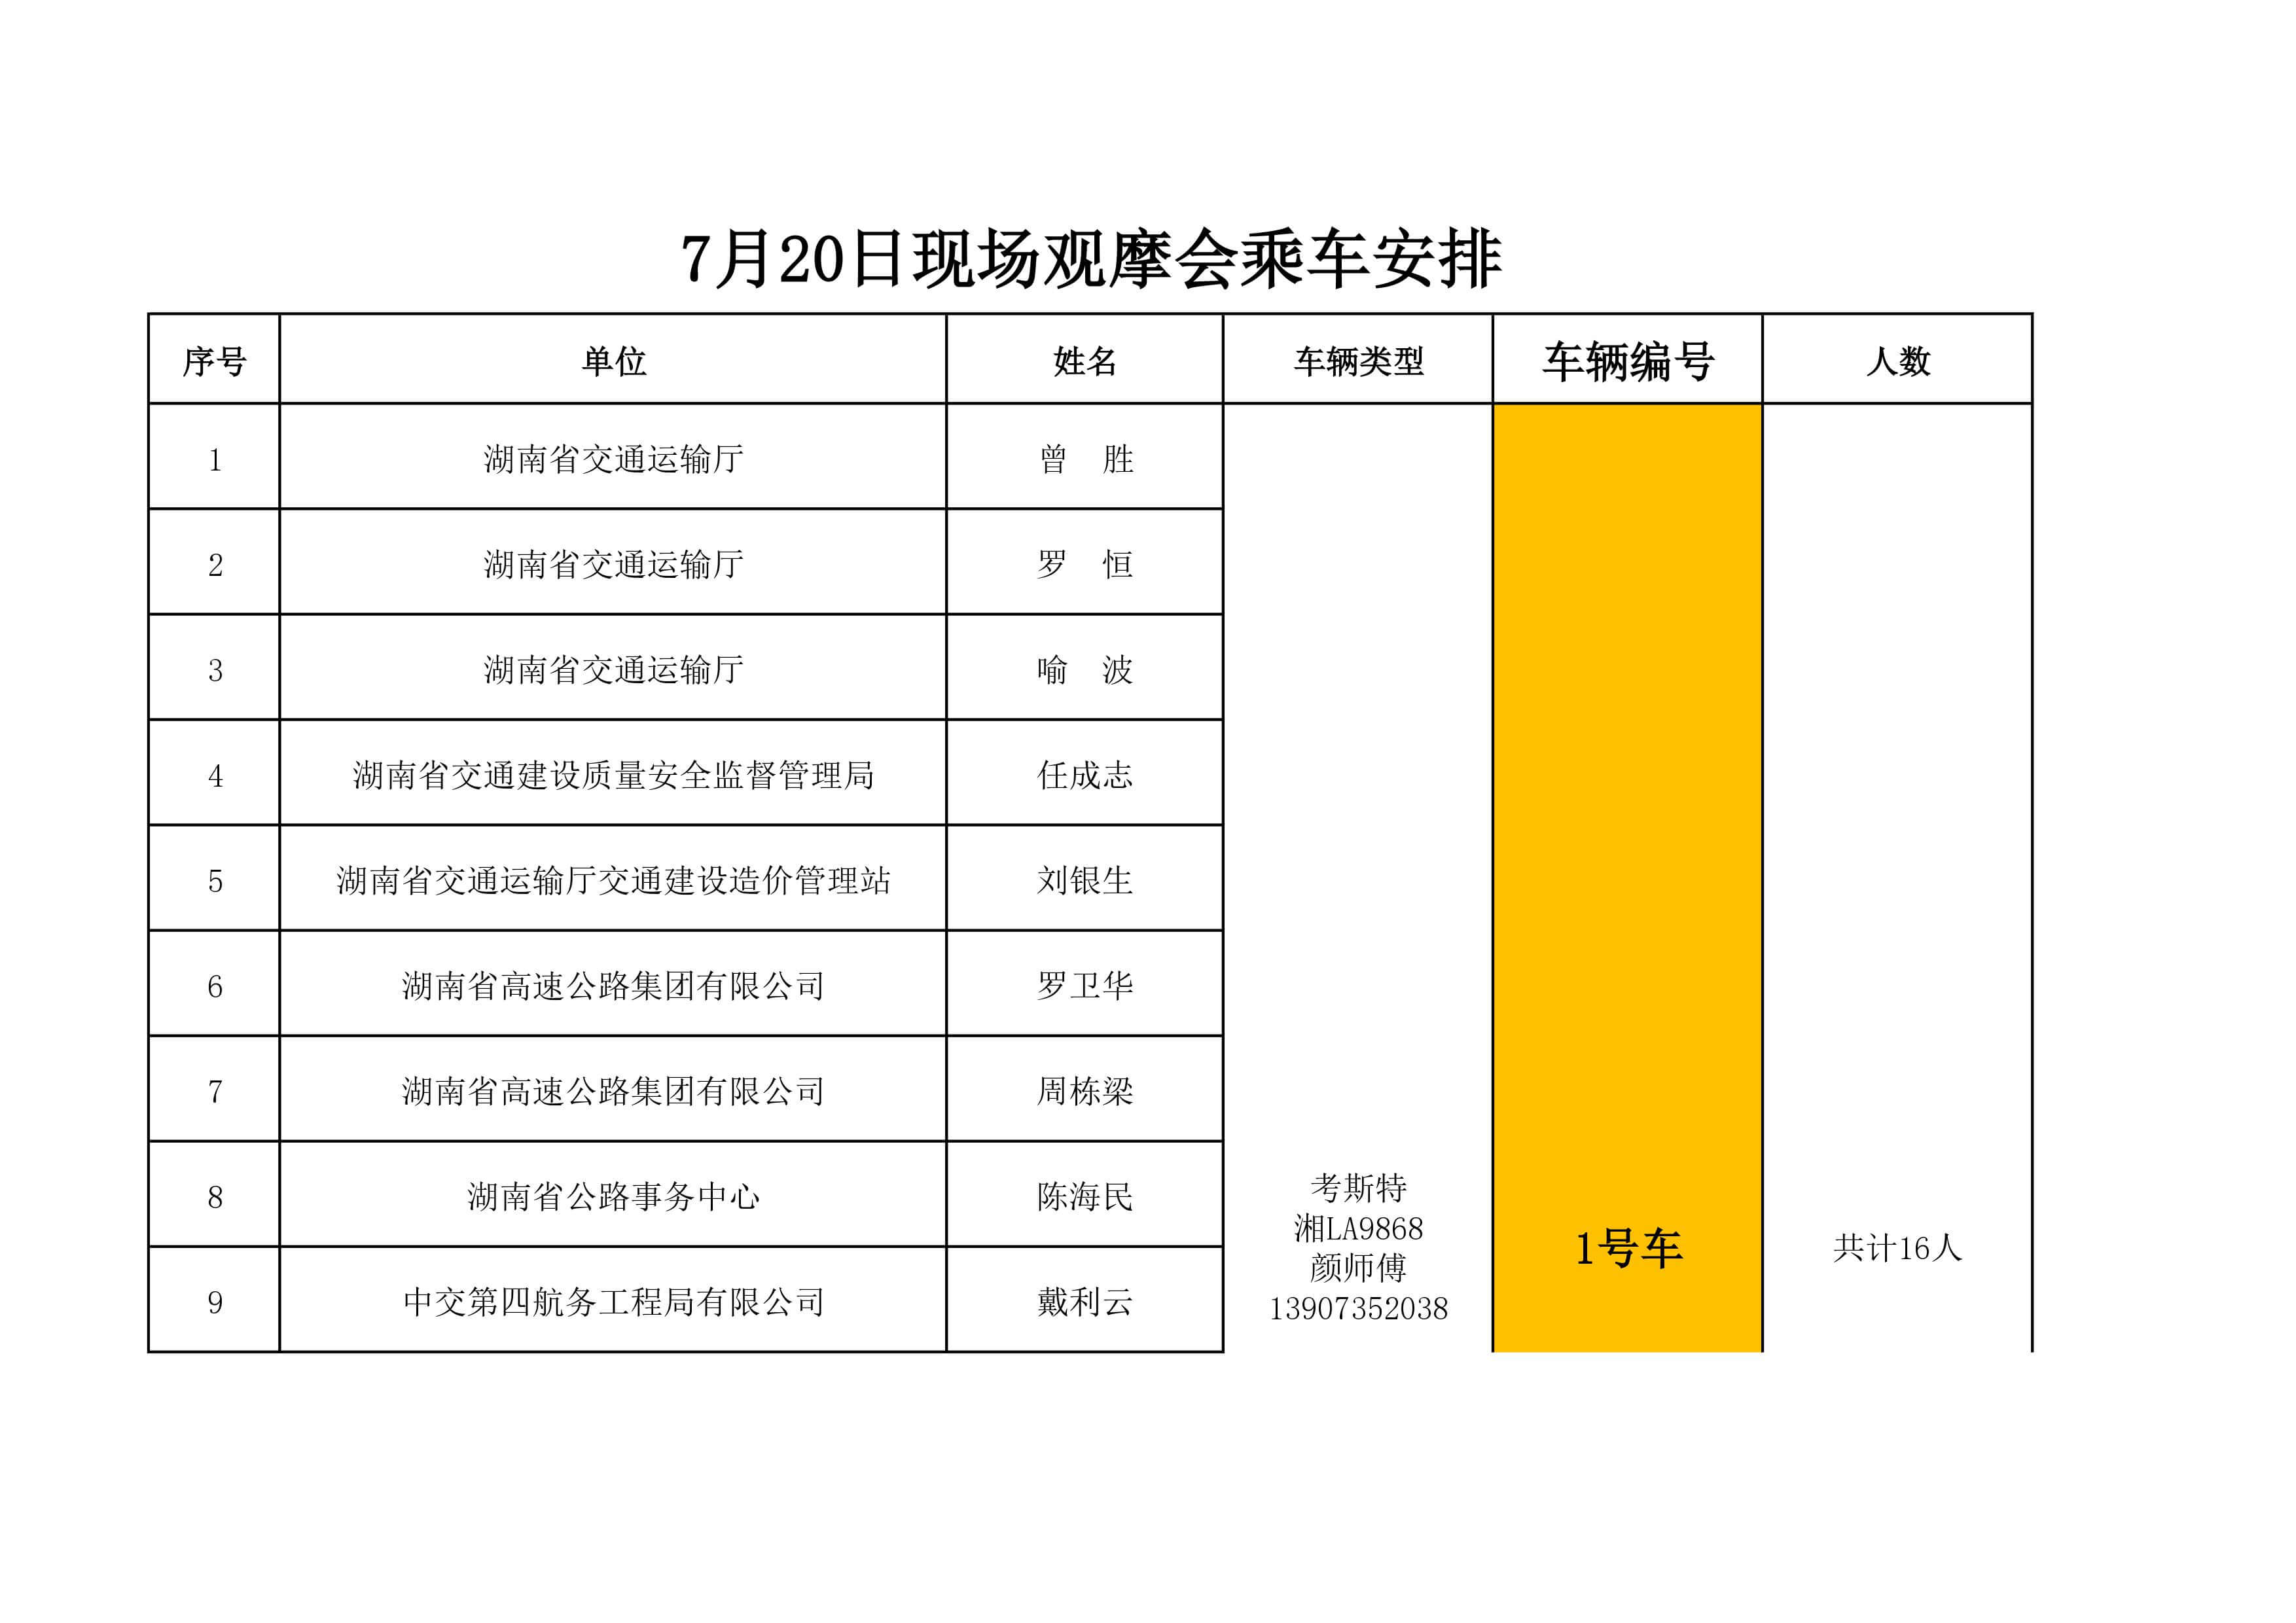 7月20日现场观摩会乘车安排
序号 单位 姓名 车辆类型 车辆编号 人数
1 湖南省交通运输厅 曾　胜
2 湖南省交通运输厅 罗　恒
3 湖南省交通运输厅 喻　波
4 湖南省交通建设质量安全监督管理局 任成志
5 湖南省交通运输厅交通建设造价管理站 刘银生
6 湖南省高速公路集团有限公司 罗卫华
7 湖南省高速公路集团有限公司 周栋梁
8 湖南省公路事务中心 陈海民
9 中交第四航务工程局有限公司 戴利云
考斯特
湘LA9868
颜师傅
13907352038
1号车
共计16人